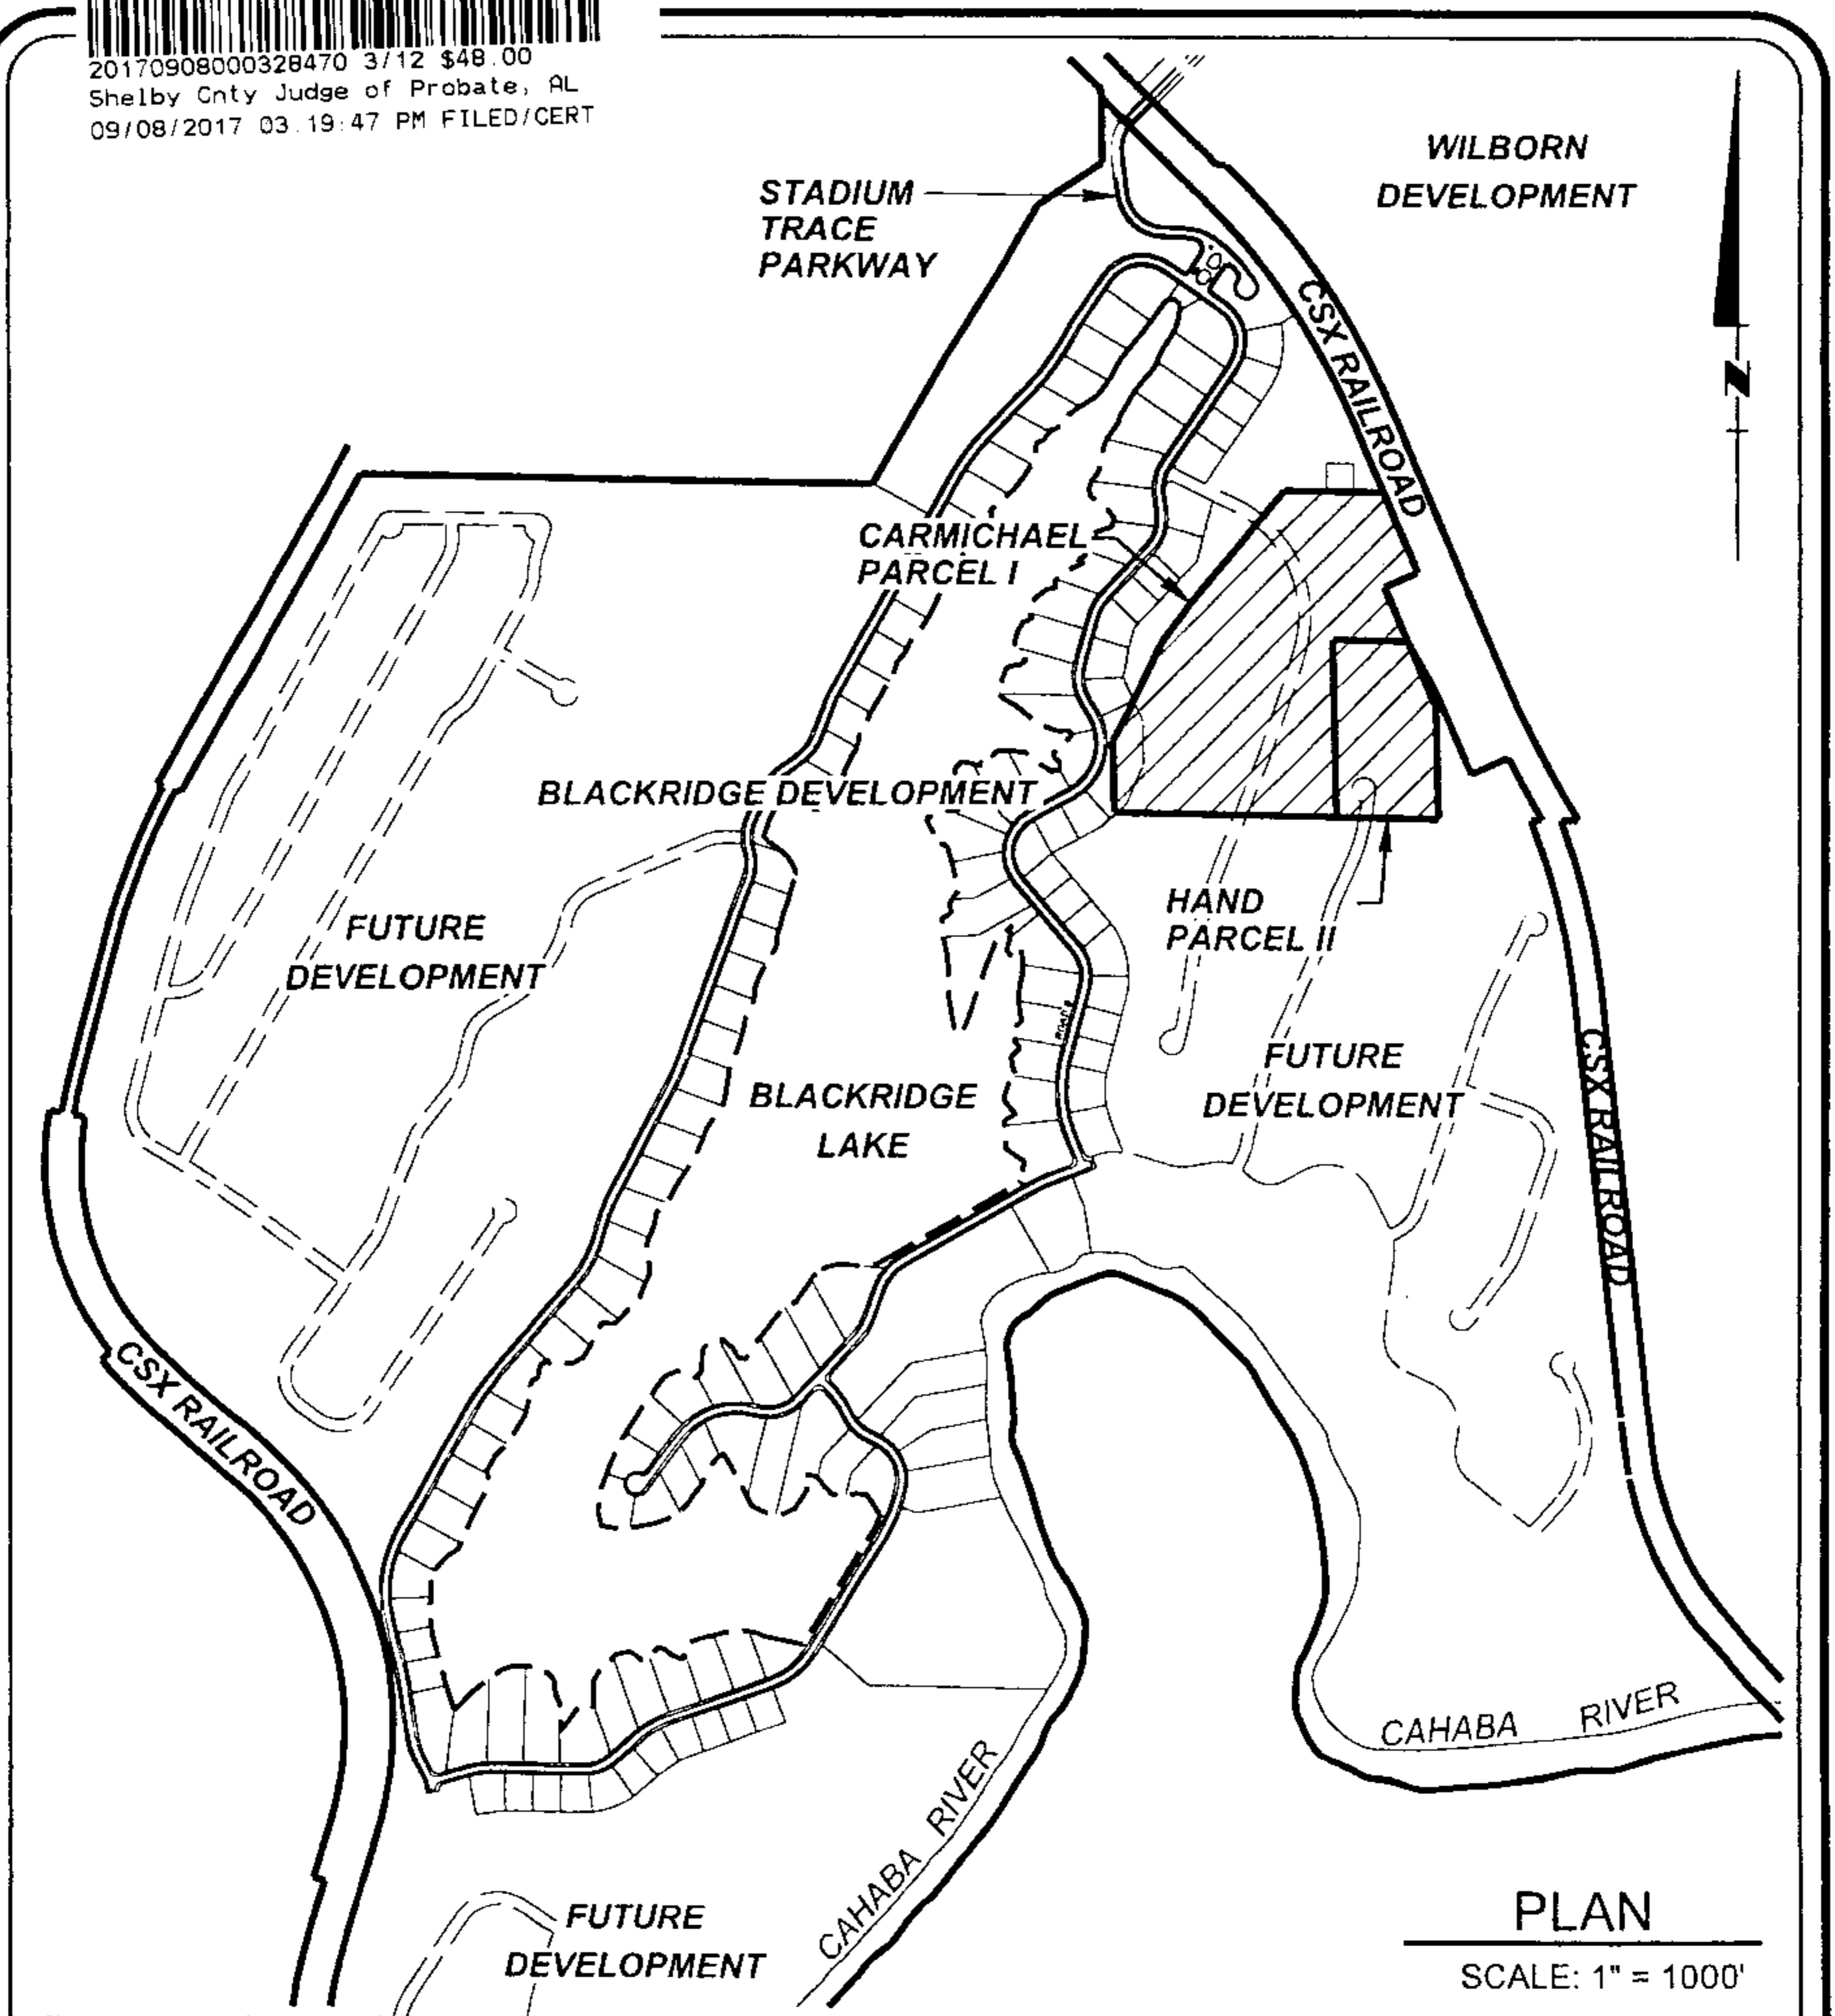 20170908000328470 3/12 $48.00
Shelby Cnty Judge of Probate, AL
09/08/2017 03:19:47 PM FILED/CERT
WILBORN
DEVELOPMENT
STADIUM
TRACE
PARKWAY
CSX RAILROAD
N
CARMICHAEL
PARCEL I
BLACKRIDGE DEVELOPMENT
HAND
PARCEL II
FUTURE
DEVELOPMENT
FUTURE
DEVELOPMENT
CSX RAILROAD
BLACKRIDGE
LAKE
CSX RAILROAD
CAHABA RIVER
CAHABA RIVER
FUTURE
DEVELOPMENT
PLAN
SCALE: 1" = 1000'